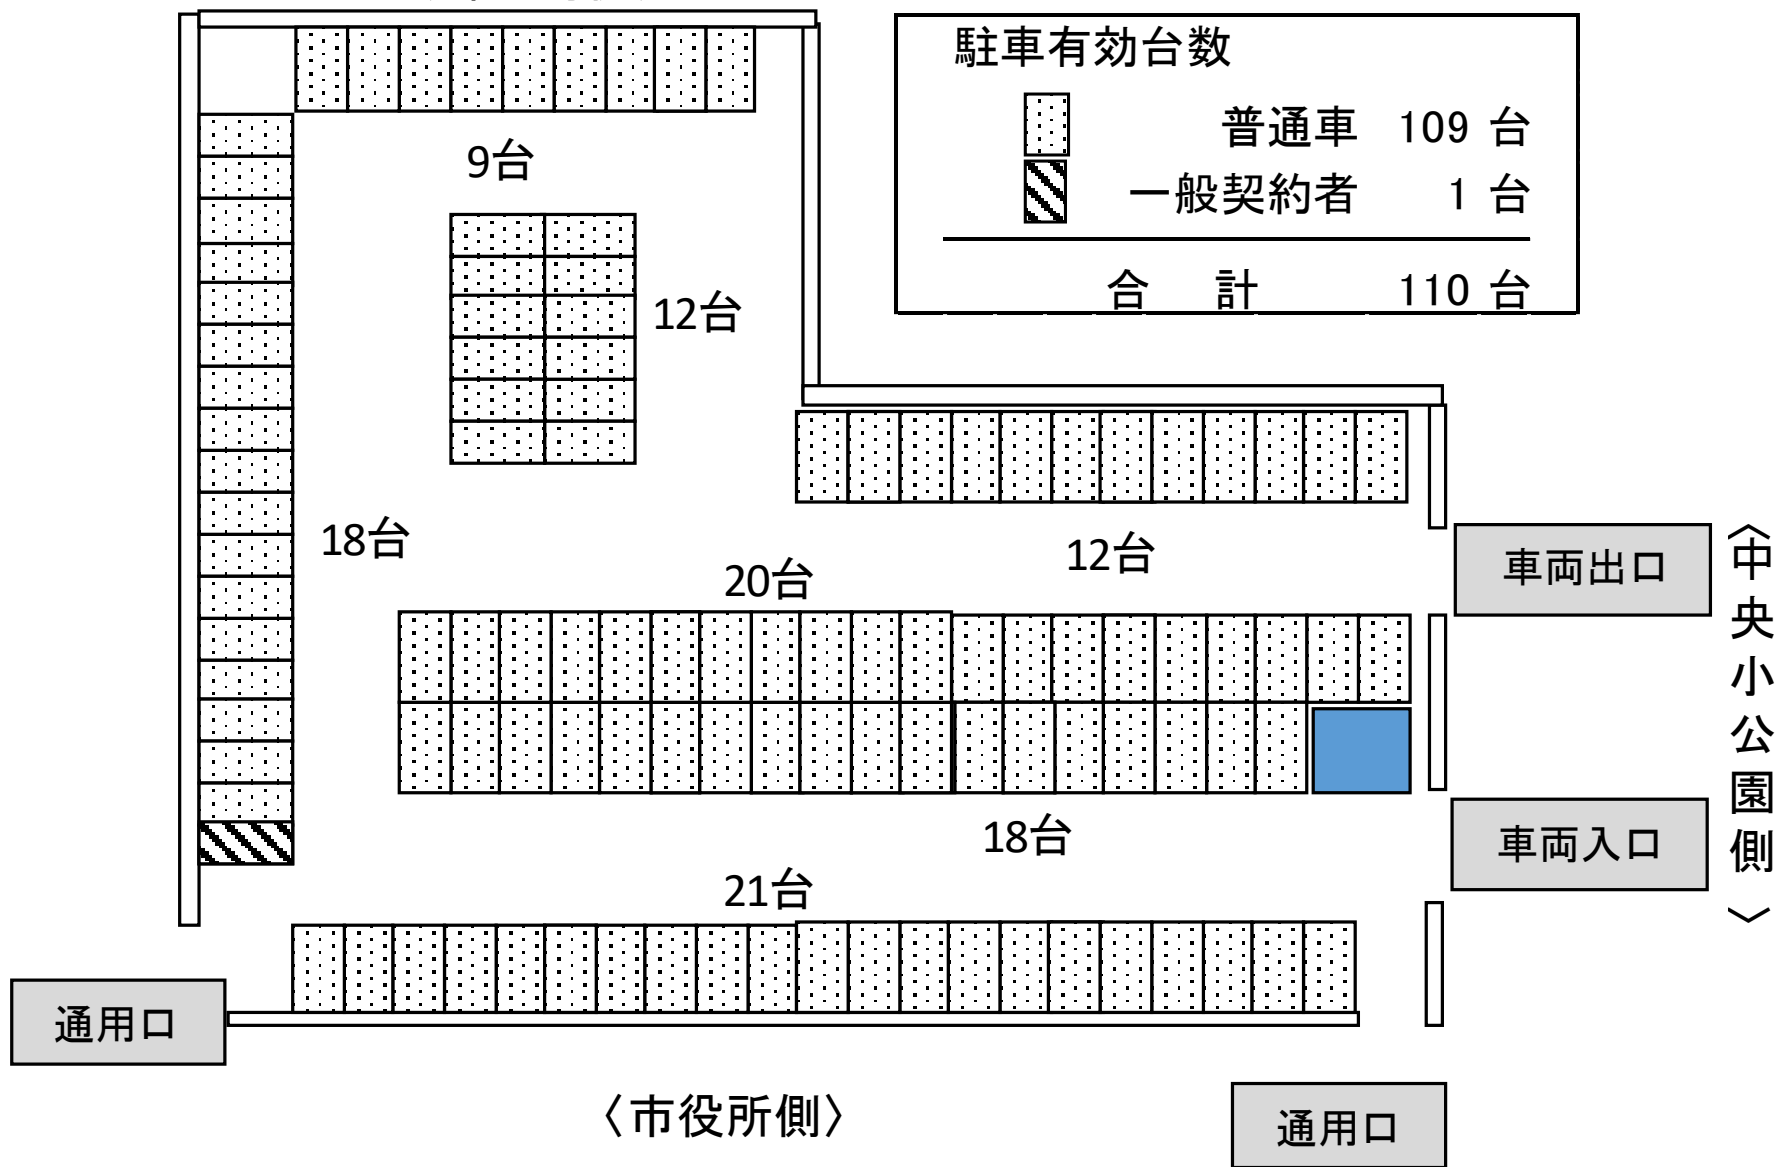 駐車有効台数
普通車 109 台
一般契約者 1 台
合 計 110 台
9台
12台
18台
20台
12台
車両出口
〈中央小公園側〉
18台
車両入口
21台
通用口
〈市役所側〉
通用口